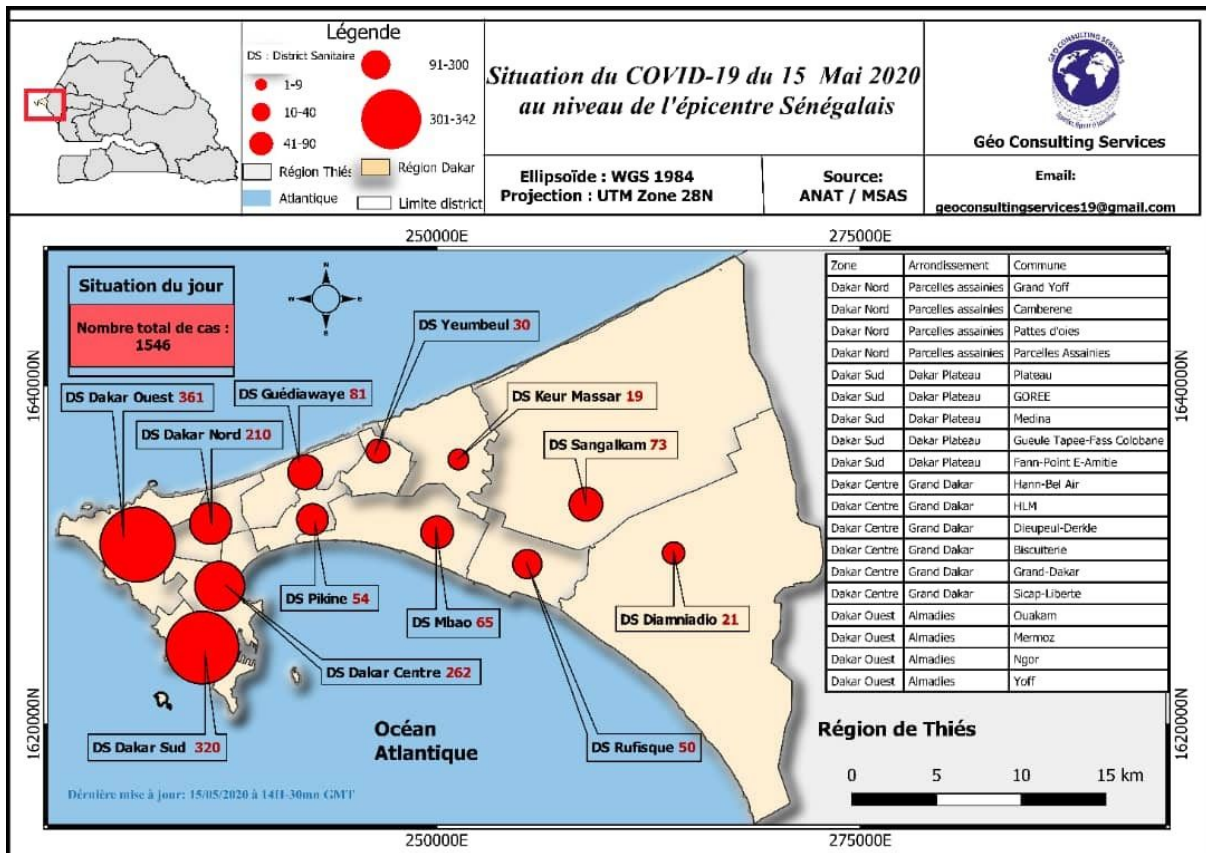 Légende
DS : District Sanitaire
1-9
10-40
41-90
91-300
301-342
Région Thiés
Région Dakar
Atlantique
Limite district
Situation du COVID-19 du 15 Mai 2020
au niveau de l'épicentre Sénégalais
Ellipsoïde : WGS 1984
Projection : UTM Zone 28N
Source:
ANAT / MSAS
GÉO CONSULTING SERVICES
Géo Consulting Services
Email:
geoconsultingservices19@gmail.com
250000E
275000E
1640000N
1640000N
1620000N
1620000N
Situation du jour
Nombre total de cas :
1546
N
E
DS Yeumbeul 30
DS Dakar Ouest 361
DS Guédiawaye 81
DS Keur Massar 19
DS Dakar Nord 210
DS Sangalkam 73
DS Pikine 54
DS Mbao 65
DS Diamniadio 21
DS Dakar Centre 262
DS Dakar Sud 320
DS Rufisque 50
Océan
Atlantique
Dérniére mise à jour: 15/05/2020 à 14H-30mn GMT
Zone Arrondissement Commune
Dakar Nord Parcelles assainies Grand Yoff
Dakar Nord Parcelles assainies Camberene
Dakar Nord Parcelles assainies Pattes d'oies
Dakar Nord Parcelles assainies Parcelles Assainies
Dakar Sud Dakar Plateau Plateau
Dakar Sud Dakar Plateau GOREE
Dakar Sud Dakar Plateau Medina
Dakar Sud Dakar Plateau Gueule Tapee-Fass Colobane
Dakar Sud Dakar Plateau Fann-Point E-Amitie
Dakar Centre Grand Dakar Hann-Bel Air
Dakar Centre Grand Dakar HLM
Dakar Centre Grand Dakar Dieupeul-Derkle
Dakar Centre Grand Dakar Biscuiterie
Dakar Centre Grand Dakar Grand-Dakar
Dakar Centre Grand Dakar Sicap-Liberte
Dakar Ouest Almadies Ouakam
Dakar Ouest Almadies Mermoz
Dakar Ouest Almadies Ngor
Dakar Ouest Almadies Yoff
Région de Thiés
0 5 10 15 km
250000E
275000E